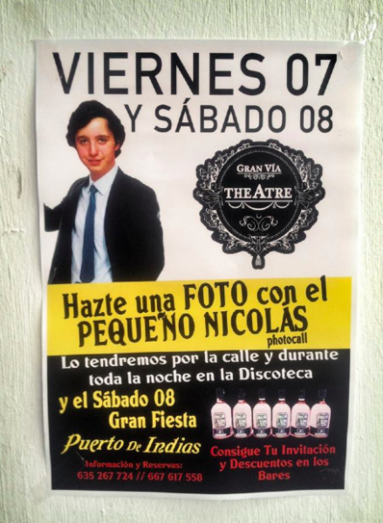 VIERNES 07
Y SÁBADO 08
GRAN VÍA
THEATRE
Hazte una FOTO con el
PEQUEÑO NICOLÁS
photocall
Lo tendremos por la calle y durante
toda la noche en la Discoteca
y el Sábado 08
Gran Fiesta
Puerto De Indias
Información y Reservas:
635 267 724 // 667 617 558
Consigue Tu Invitación
y Descuentos en los
Bares